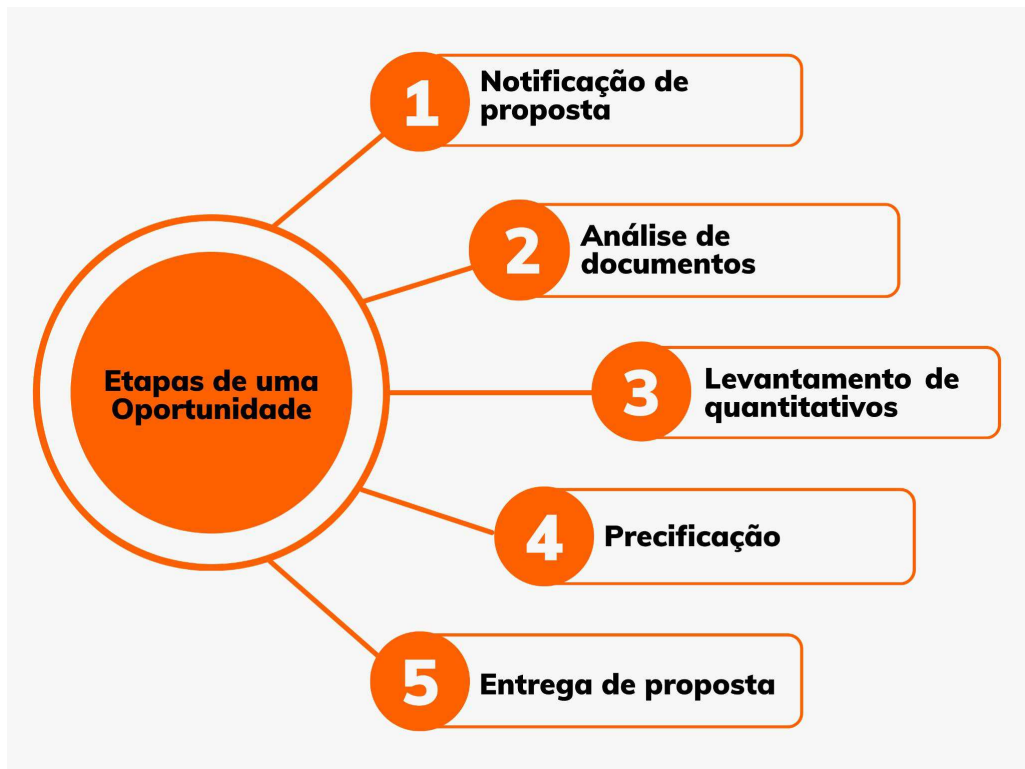 1
Notificação de
proposta
2
Análise de
documentos
Etapas de uma
Oportunidade
3
Levantamento de
quantitativos
4
Precificação
5
Entrega de proposta